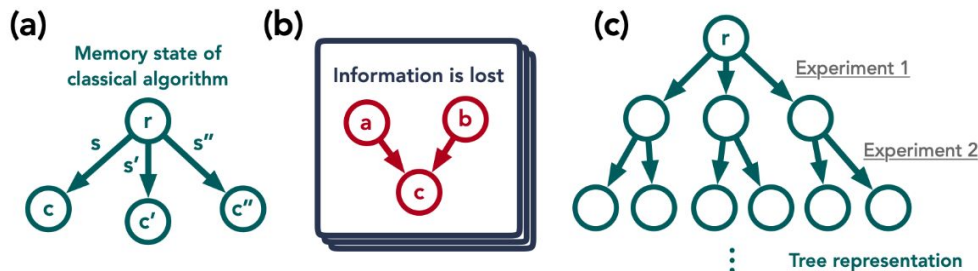 (a)
Memory state of
classical algorithm
r
s
s′
s″
c
c′
c″
(b)
Information is lost
a
b
c
(c)
r
Experiment 1
Experiment 2
⋮
Tree representation